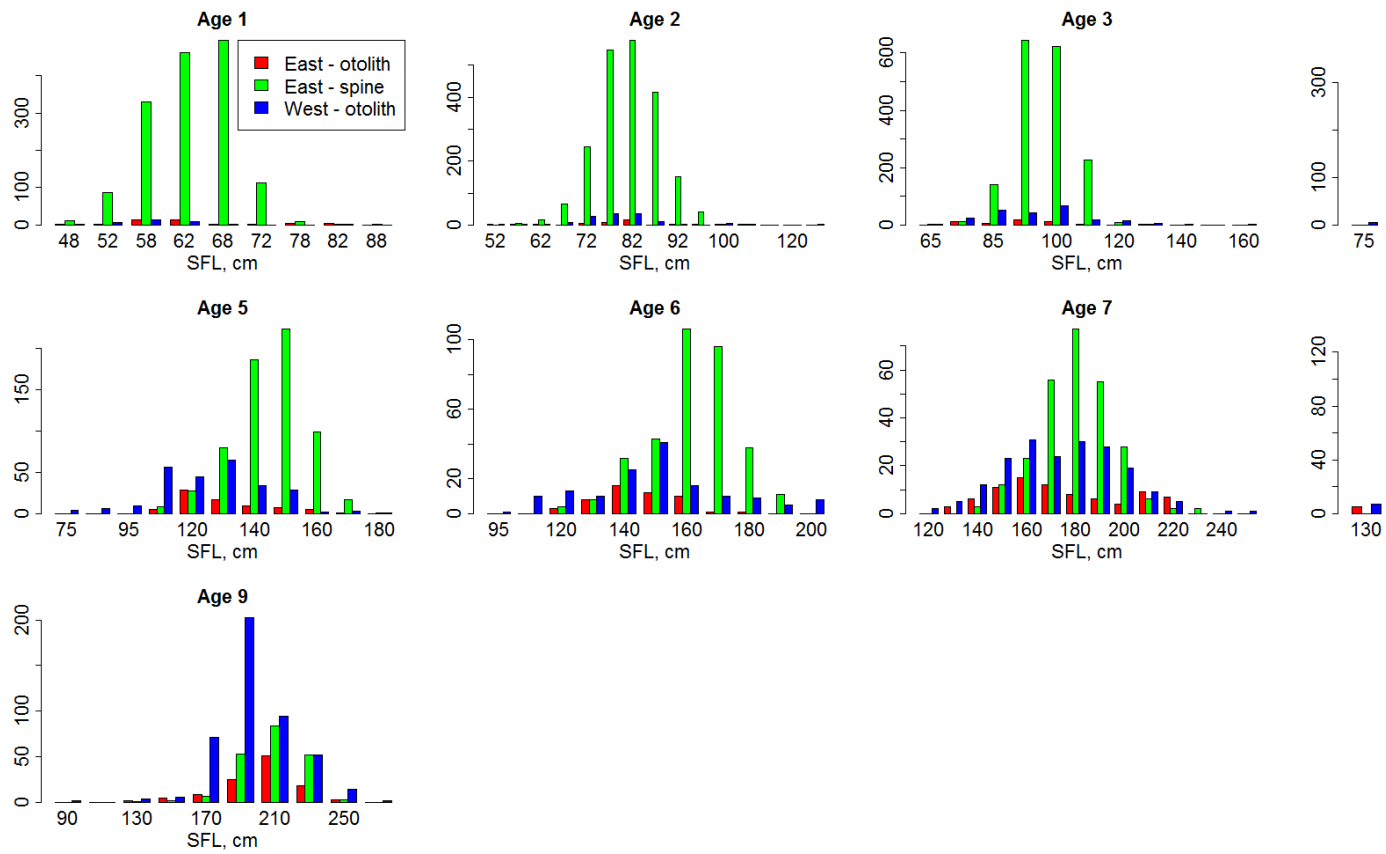 Age 1
East - otolith
East - spine
West - otolith
0 100 300
48 52 58 62 68 72 78 82 88
SFL, cm
Age 2
0 200 400
52 62 72 82 92 100 120
SFL, cm
Age 3
0 200 400 600
65 85 100 120 140 160
SFL, cm
0 100 300
75
Age 5
0 50 150
75 95 120 140 160 180
SFL, cm
Age 6
0 20 60 100
95 120 140 160 180 200
SFL, cm
Age 7
0 20 40 60
120 140 160 180 200 220 240
SFL, cm
0 40 80 120
130
Age 9
0 50 100 200
90 130 170 210 250
SFL, cm